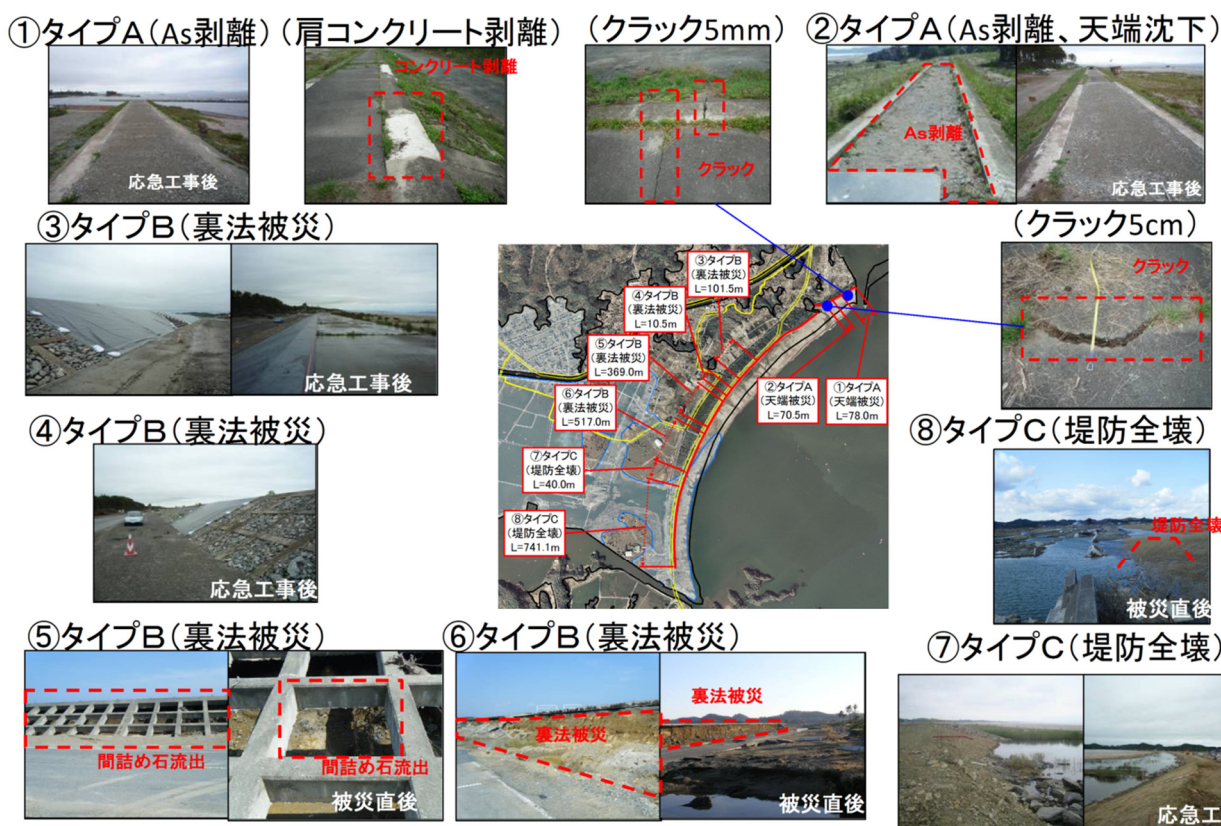 ①タイプA(As剥離)
(肩コンクリート剥離)
(クラック5mm)
②タイプA(As剥離、天端沈下)
応急工事後
コンクリート剥離
クラック
As剥離
応急工事後
③タイプB(裏法被災)
応急工事後
(クラック5cm)
クラック
③タイプB
(裏法被災)
L=101.5m
④タイプB
(裏法被災)
L=10.5m
⑤タイプB
(裏法被災)
L=369.0m
⑥タイプB
(裏法被災)
L=517.0m
②タイプA
(天端被災)
L=70.5m
①タイプA
(天端被災)
L=78.0m
⑦タイプC
(堤防全壊)
L=40.0m
⑧タイプC
(堤防全壊)
L=741.1m
④タイプB(裏法被災)
応急工事後
⑧タイプC(堤防全壊)
堤防全壊
被災直後
⑤タイプB(裏法被災)
間詰め石流出
間詰め石流出
被災直後
⑥タイプB(裏法被災)
裏法被災
裏法被災
被災直後
⑦タイプC(堤防全壊)
応急工